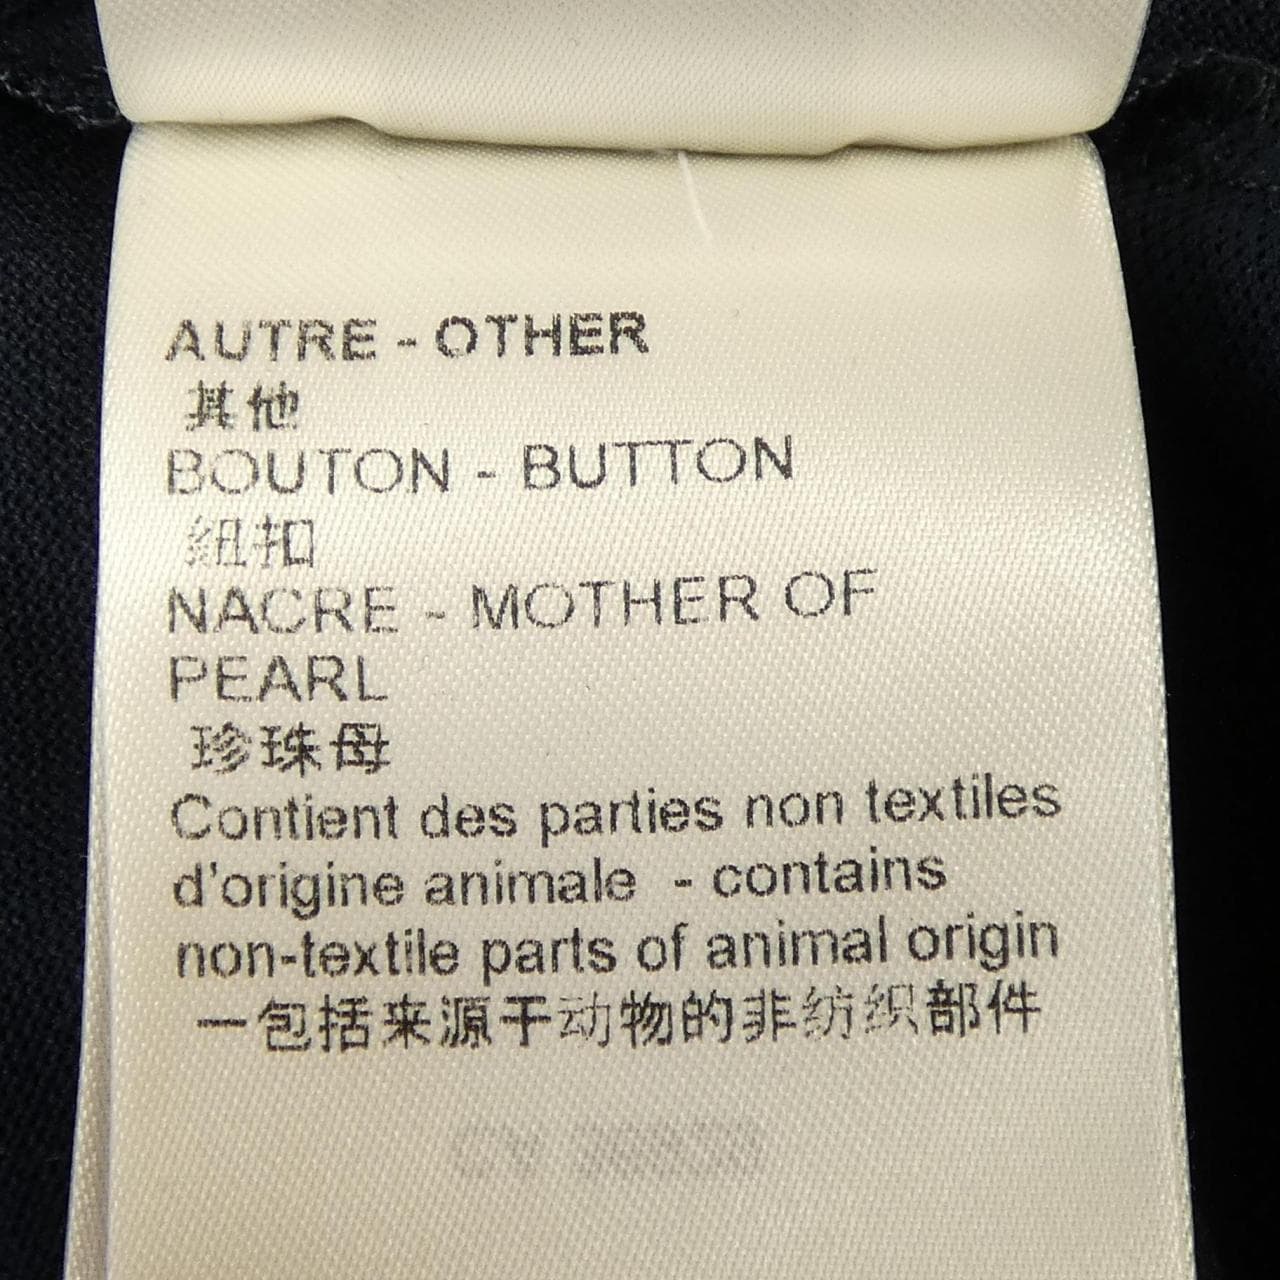 AUTRE - OTHER
其他
BOUTON - BUTTON
纽扣
NACRE - MOTHER OF
PEARL
珍珠母
Contient des parties non textiles
d'origine animale - contains
non-textile parts of animal origin
一包括来源于动物的非纺织部件